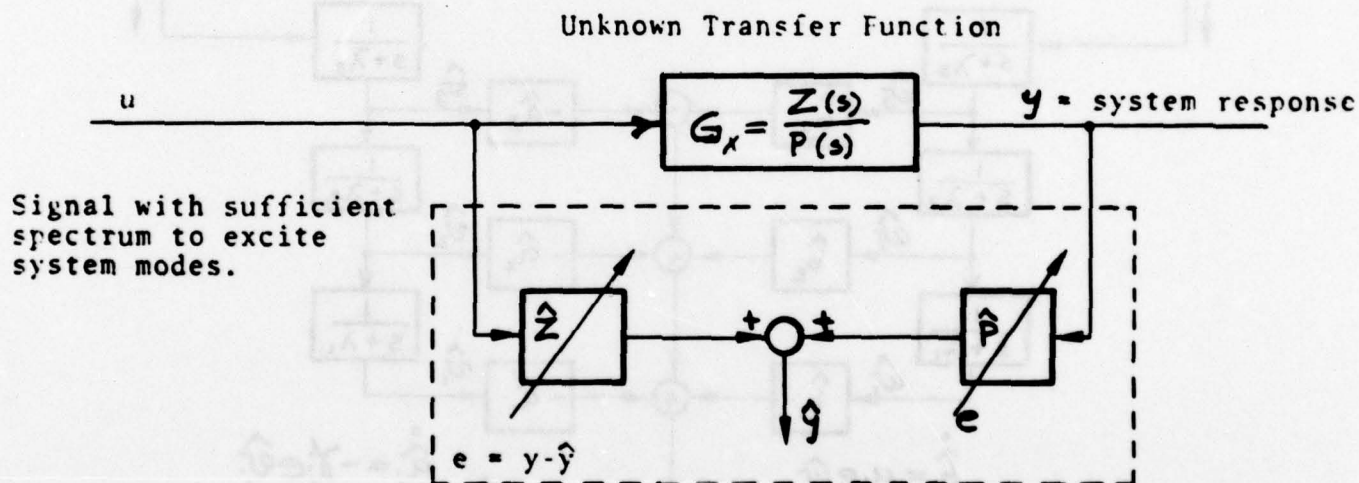 Unknown Transfer Function
u
G_x = Z(s)/P(s)
y = system response
Signal with sufficient
spectrum to excite
system modes.
Ẑ
+
±
P̂
ŷ
e
e = y-ŷ